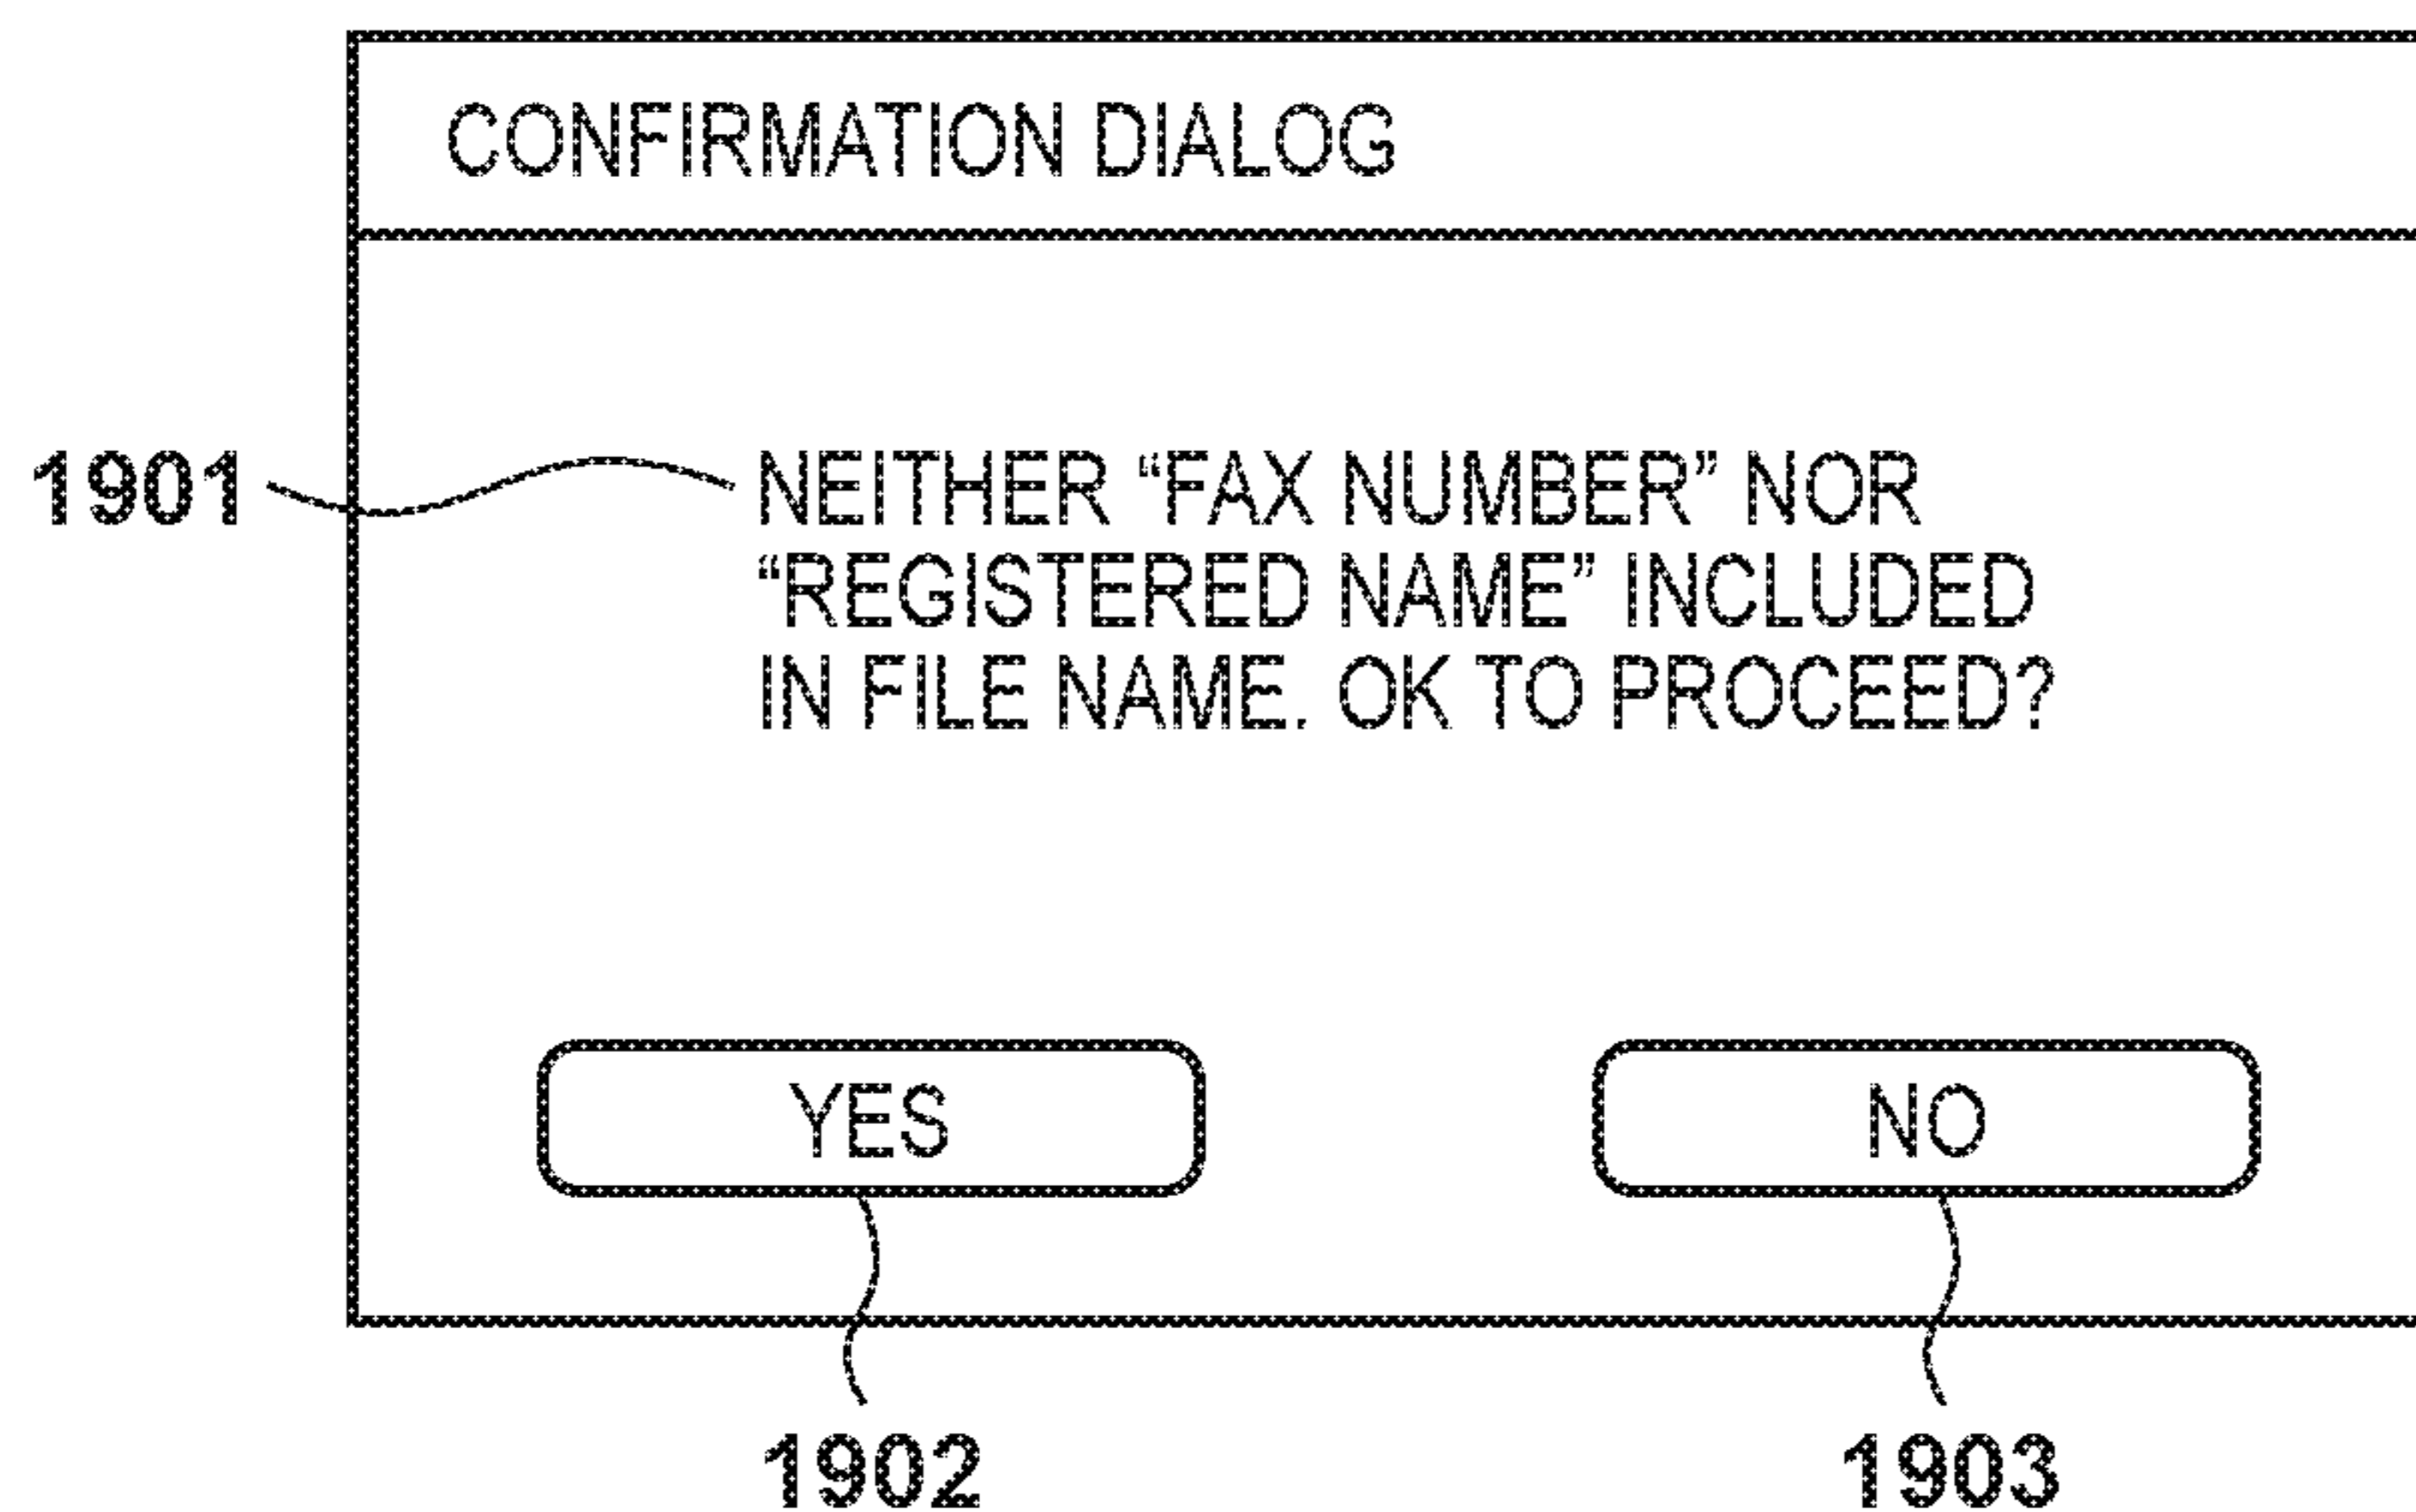 CONFIRMATION DIALOG
1901
NEITHER “FAX NUMBER” NOR
“REGISTERED NAME” INCLUDED
IN FILE NAME. OK TO PROCEED?
YES
NO
1902
1903